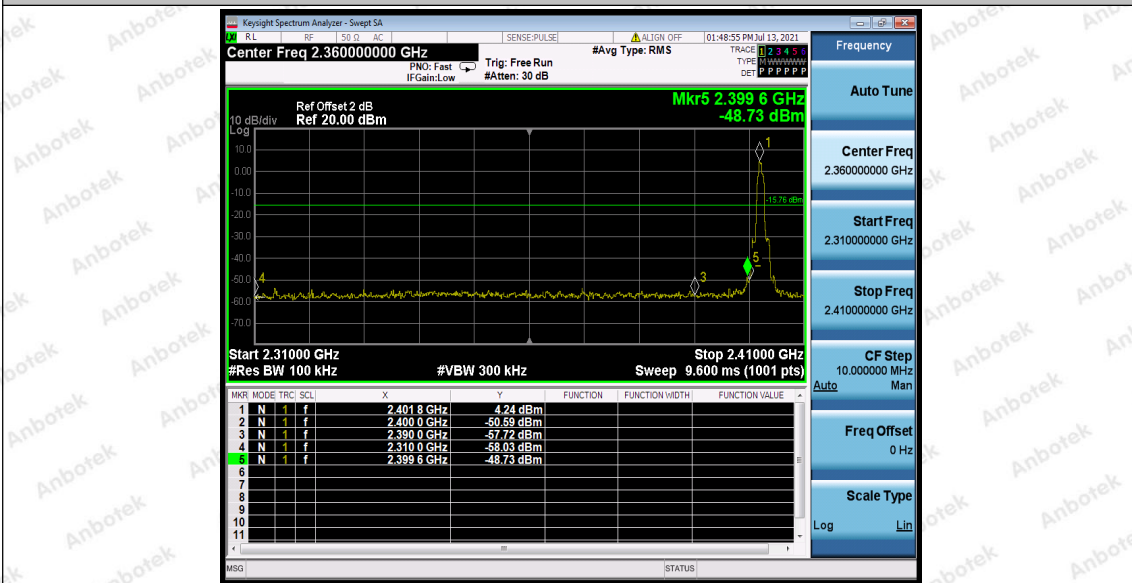 Keysight Spectrum Analyzer - Swept SA
LXI RL RF 50 Ω AC SENSE:PULSE ALIGN OFF 01:48:55 PM Jul 13, 2021
Center Freq 2.360000000 GHz
PNO: Fast
IFGain:Low
Trig: Free Run
#Atten: 30 dB
#Avg Type: RMS
TRACE 1 2 3 4 5 6
TYPE M W W W W W
DET P P P P P P
Mkr5 2.399 6 GHz
-48.73 dBm
10 dB/div
Log
Ref Offset 2 dB
Ref 20.00 dBm
10.0
0.00
-10.0
-20.0
-30.0
-40.0
-50.0
-60.0
-70.0
1
-15.76 dBm
5
3
4
Start 2.31000 GHz
Stop 2.41000 GHz
#Res BW 100 kHz
#VBW 300 kHz
Sweep 9.600 ms (1001 pts)
MKR MODE TRC SCL X Y FUNCTION FUNCTION WIDTH FUNCTION VALUE
1 N 1 f 2.401 8 GHz 4.24 dBm
2 N 1 f 2.400 0 GHz -50.59 dBm
3 N 1 f 2.390 0 GHz -57.72 dBm
4 N 1 f 2.310 0 GHz -58.03 dBm
5 N 1 f 2.399 6 GHz -48.73 dBm
6
7
8
9
10
11
MSG
STATUS
Frequency
Auto Tune
Center Freq
2.360000000 GHz
Start Freq
2.310000000 GHz
Stop Freq
2.410000000 GHz
CF Step
10.000000 MHz
Auto Man
Freq Offset
0 Hz
Scale Type
Log Lin
Anbotek